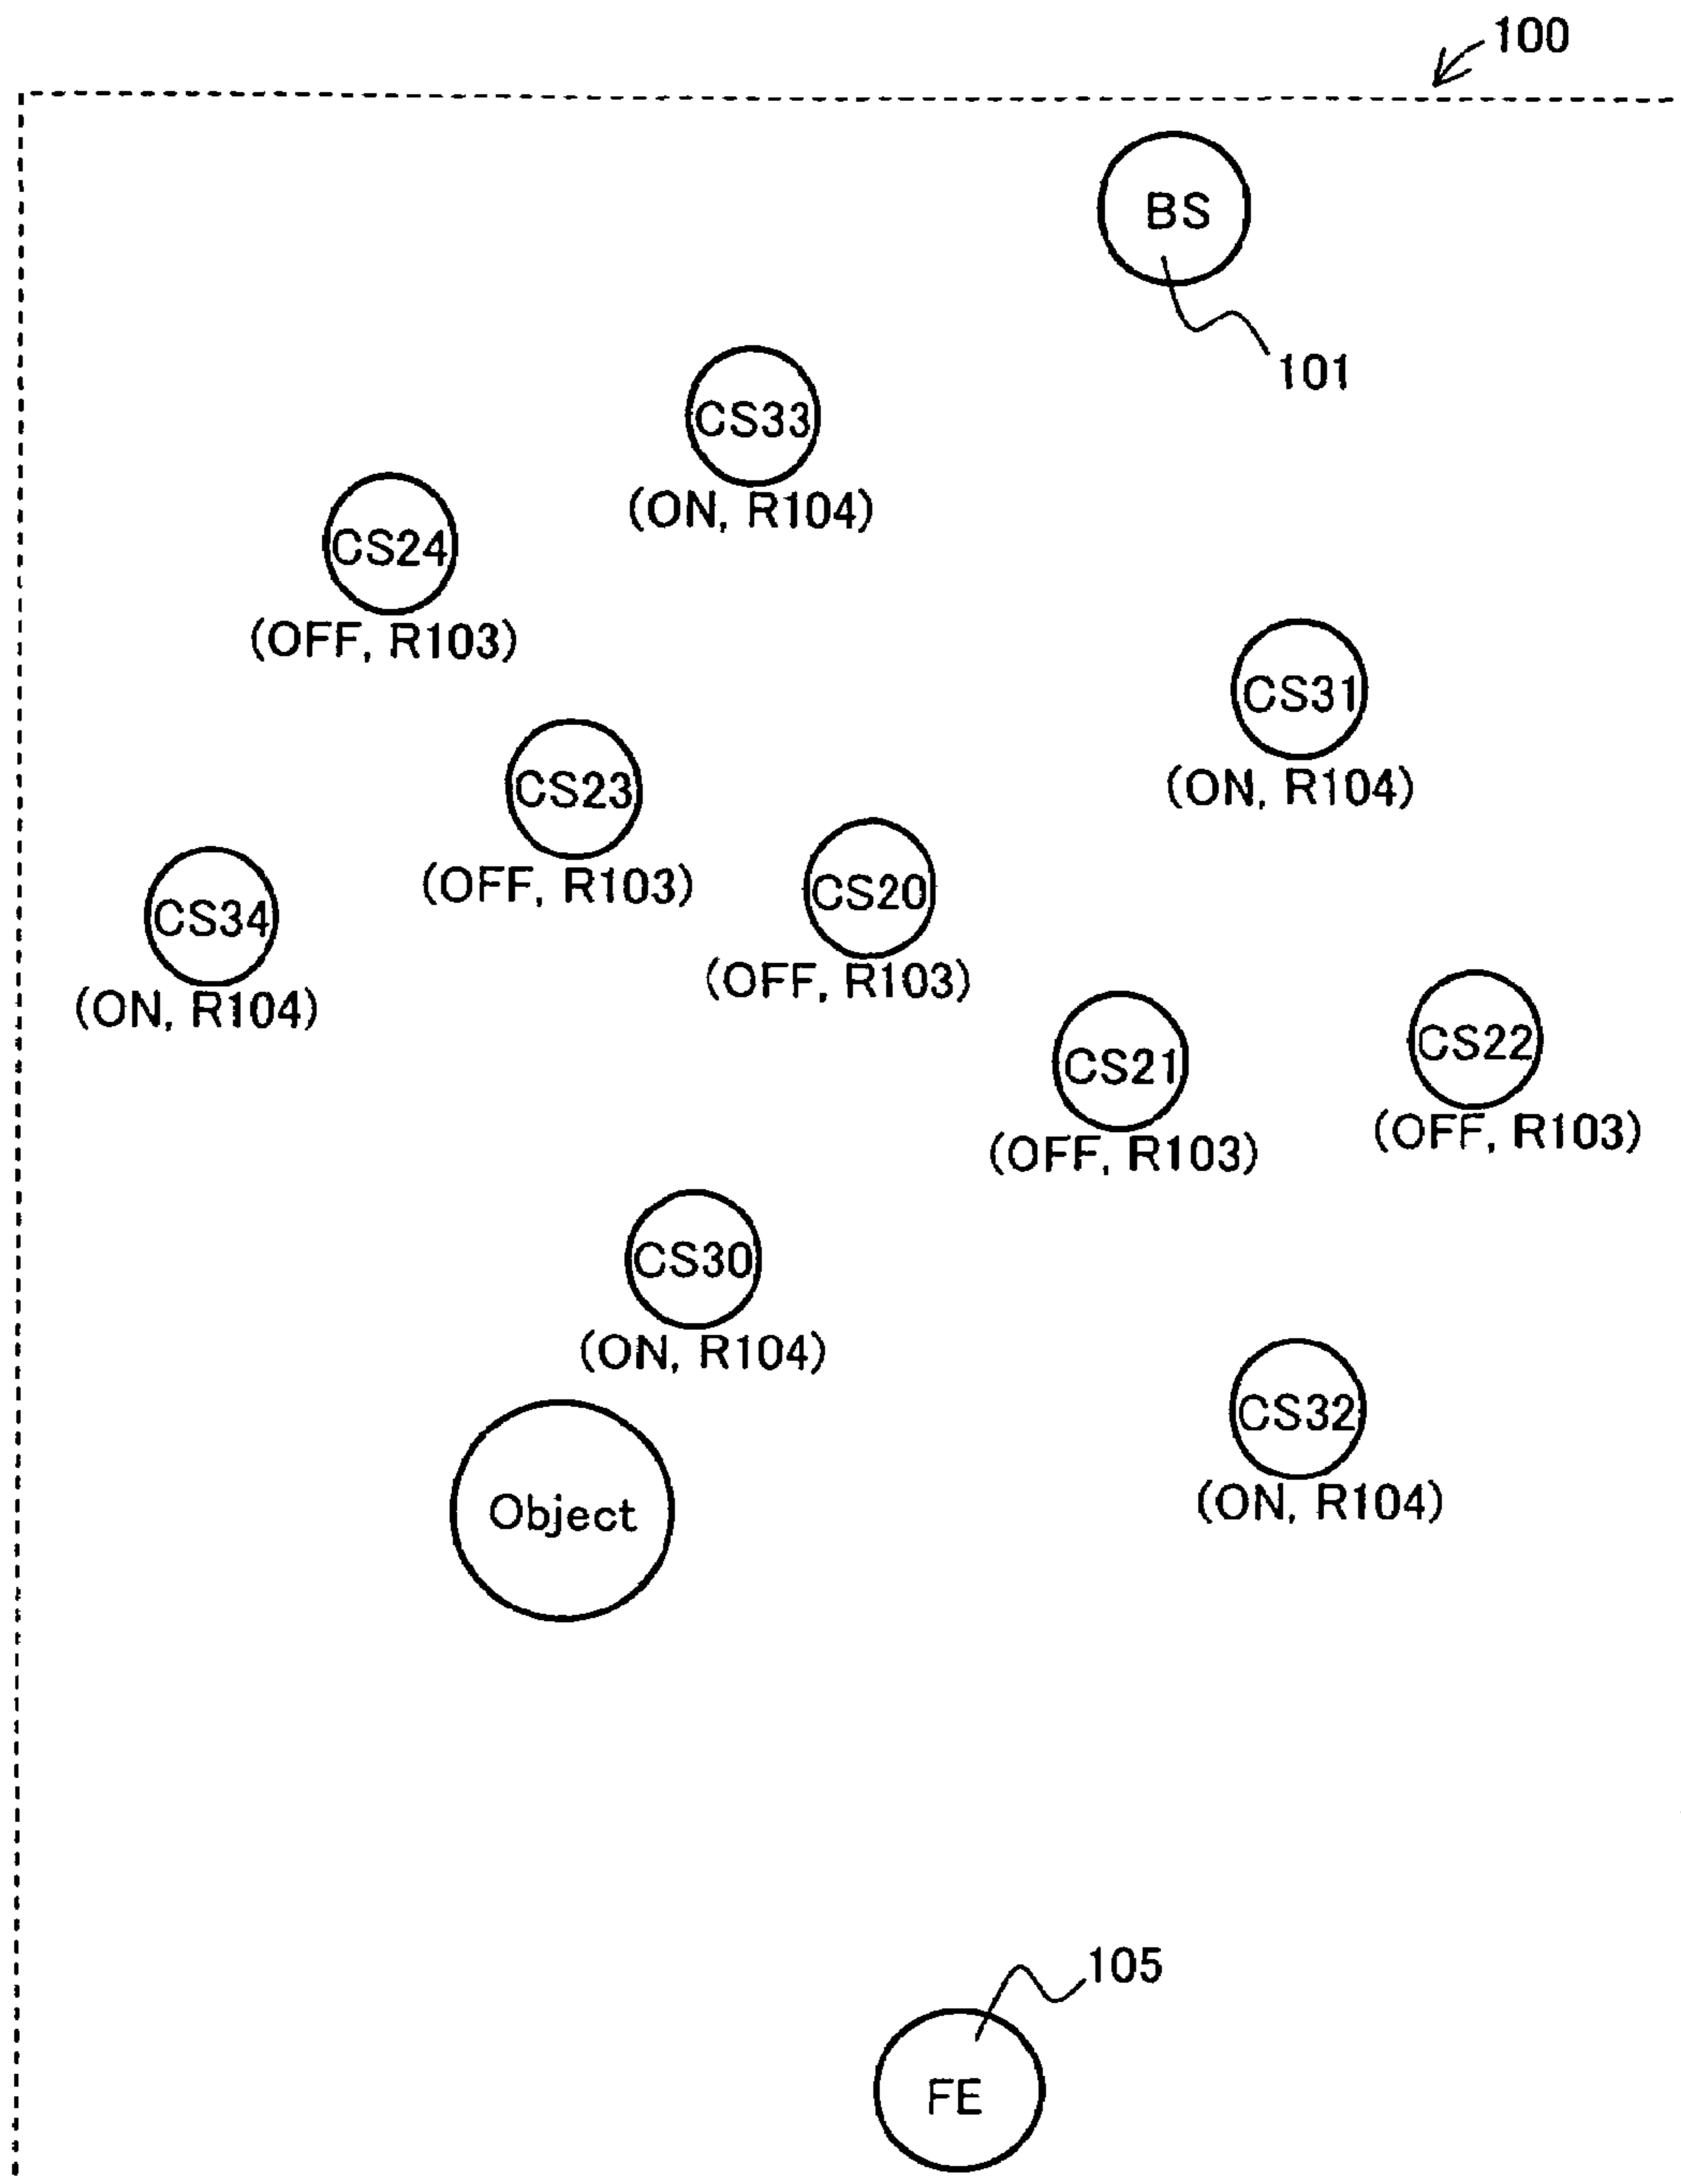 100
BS
101
CS33
(ON, R104)
CS24
(OFF, R103)
CS31
(ON, R104)
CS23
(OFF, R103)
CS20
(OFF, R103)
CS34
(ON, R104)
CS22
(OFF, R103)
CS21
(OFF, R103)
CS30
(ON, R104)
CS32
(ON, R104)
Object
105
FE